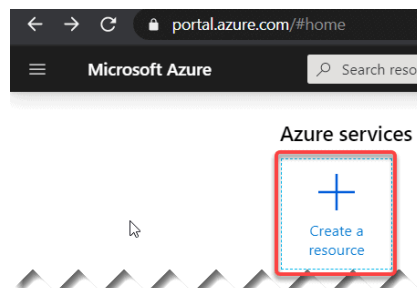 portal.azure.com/#home
Microsoft Azure
Search reso
Azure services
Create a
resource